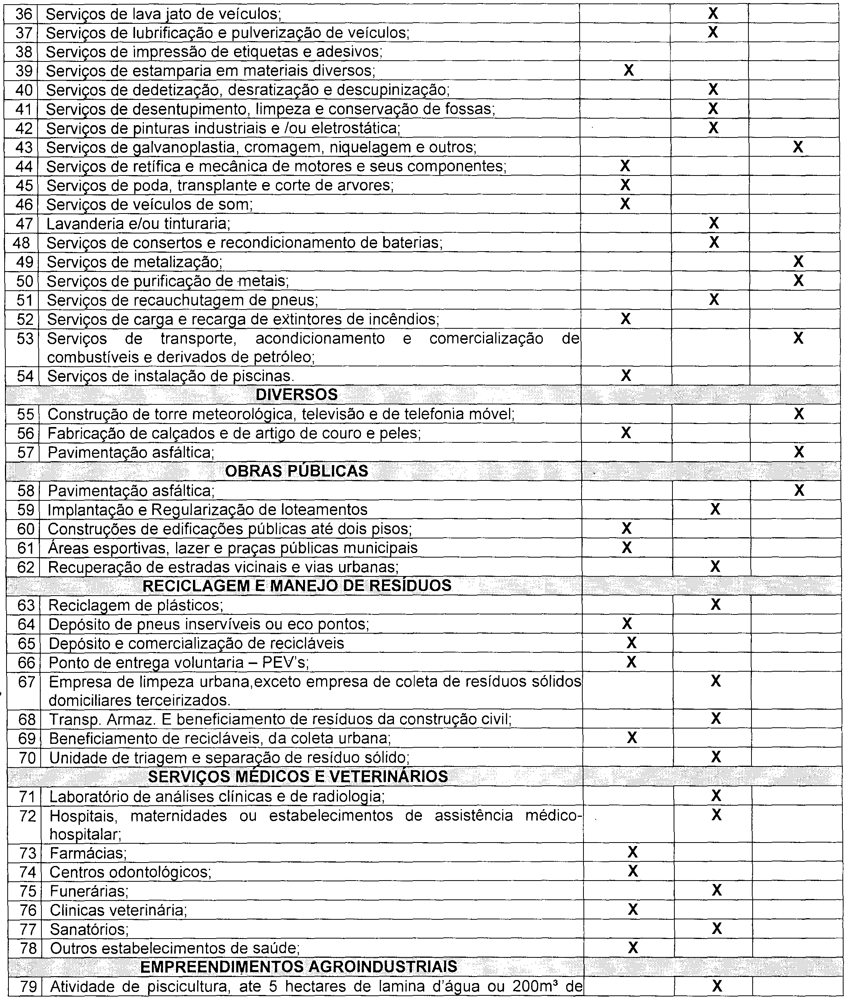 36 Serviços de lava jato de veículos; X
37 Serviços de lubrificação e pulverização de veículos; X
38 Serviços de impressão de etiquetas e adesivos;
39 Serviços de estamparia em materiais diversos; X
40 Serviços de dedetização, desratização e descupinização; X
41 Serviços de desentupimento, limpeza e conservação de fossas; X
42 Serviços de pinturas industriais e /ou eletrostática; X
43 Serviços de galvanoplastia, cromagem, niquelagem e outros; X
44 Serviços de retífica e mecânica de motores e seus componentes; X
45 Serviços de poda, transplante e corte de arvores; X
46 Serviços de veículos de som; X
47 Lavanderia e/ou tinturaria; X
48 Serviços de consertos e recondicionamento de baterias; X
49 Serviços de metalização; X
50 Serviços de purificação de metais; X
51 Serviços de recauchutagem de pneus; X
52 Serviços de carga e recarga de extintores de incêndios; X
53 Serviços de transporte, acondicionamento e comercialização de X
combustíveis e derivados de petróleo;
54 Serviços de instalação de piscinas. X
DIVERSOS
55 Construção de torre meteorológica, televisão e de telefonia móvel; X
56 Fabricação de calçados e de artigo de couro e peles; X
57 Pavimentação asfáltica; X
OBRAS PÚBLICAS
58 Pavimentação asfáltica; X
59 Implantação e Regularização de loteamentos X
60 Construções de edificações públicas até dois pisos; X
61 Áreas esportivas, lazer e praças públicas municipais X
62 Recuperação de estradas vicinais e vias urbanas; X
RECICLAGEM E MANEJO DE RESÍDUOS
63 Reciclagem de plásticos; X
64 Depósito de pneus inservíveis ou eco pontos; X
65 Depósito e comercialização de recicláveis X
66 Ponto de entrega voluntaria – PEV's; X
67 Empresa de limpeza urbana,exceto empresa de coleta de resíduos sólidos X
domiciliares terceirizados.
68 Transp. Armaz. E beneficiamento de resíduos da construção civil; X
69 Beneficiamento de recicláveis, da coleta urbana; X
70 Unidade de triagem e separação de resíduo sólido; X
SERVIÇOS MÉDICOS E VETERINÁRIOS
71 Laboratório de análises clínicas e de radiologia; X
72 Hospitais, maternidades ou estabelecimentos de assistência médico- X
hospitalar;
73 Farmácias; X
74 Centros odontológicos; X
75 Funerárias; X
76 Clinicas veterinária; X
77 Sanatórios; X
78 Outros estabelecimentos de saúde; X
EMPREENDIMENTOS AGROINDUSTRIAIS
79 Atividade de piscicultura, ate 5 hectares de lamina d'água ou 200m³ de X